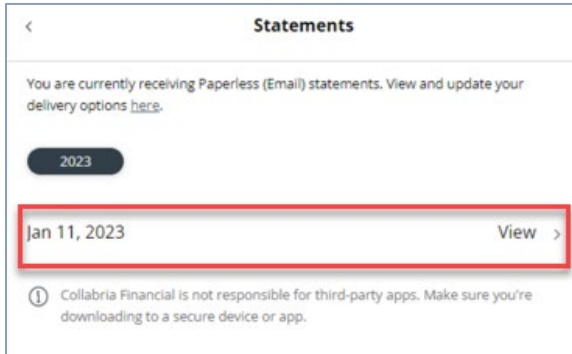 Statements
You are currently receiving Paperless (Email) statements. View and update your
delivery options here.
2023
Jan 11, 2023 View
Collabria Financial is not responsible for third-party apps. Make sure you're
downloading to a secure device or app.